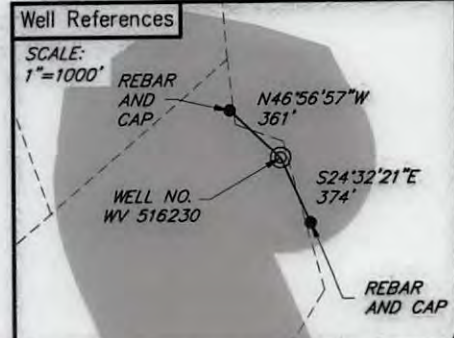 Well References
SCALE:
1"=1000'
REBAR
AND
CAP
N46°56'57"W
361'
WELL NO.
WV 516230
S24°32'21"E
374'
REBAR
AND CAP